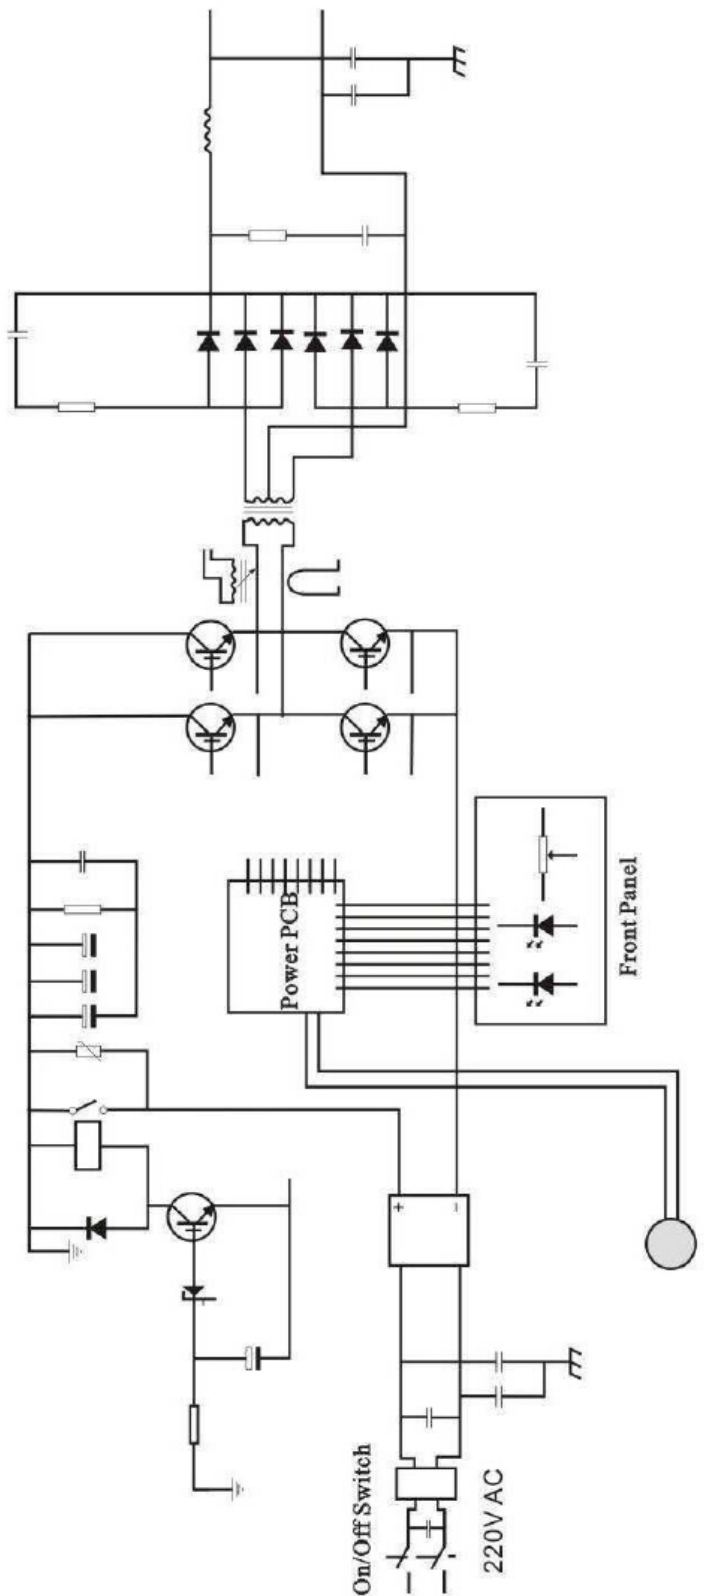 Power PCB
Front Panel
+
-
On/Off Switch
220V AC